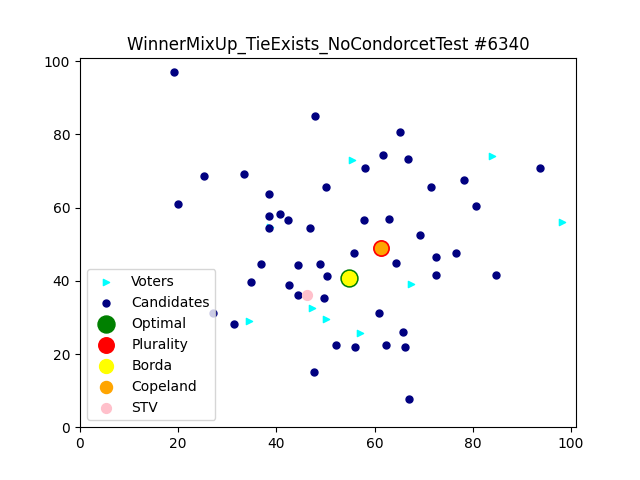 WinnerMixUp_TieExists_NoCondorcetTest #6340
100
80
60
40
20
0
Voters
Candidates
Optimal
Plurality
Borda
Copeland
STV
0 20 40 60 80 100